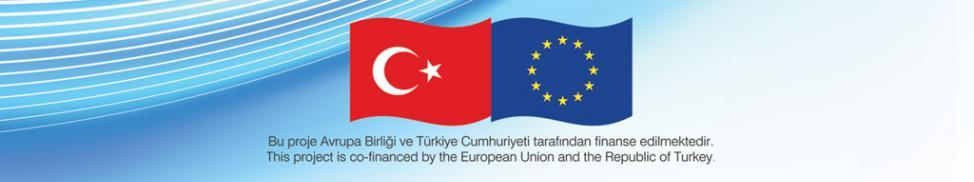 Bu proje Avrupa Birliği ve Türkiye Cumhuriyeti tarafından finanse edilmektedir.
This project is co-financed by the European Union and the Republic of Turkey.